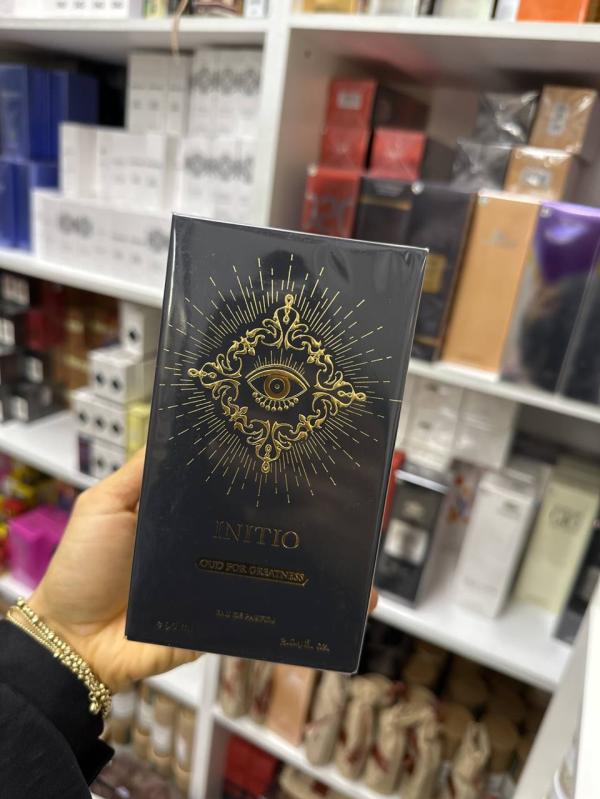 INITIO
OUD FOR GREATNESS
EAU DE PARFUM